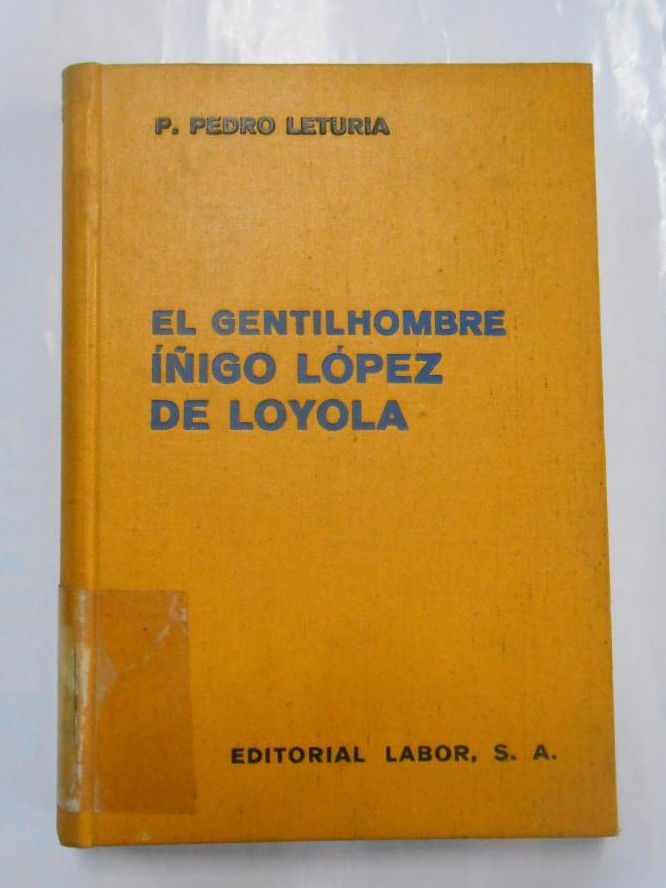 P. PEDRO LETURIA
EL GENTILHOMBRE
ÍÑIGO LÓPEZ
DE LOYOLA
EDITORIAL LABOR, S. A.